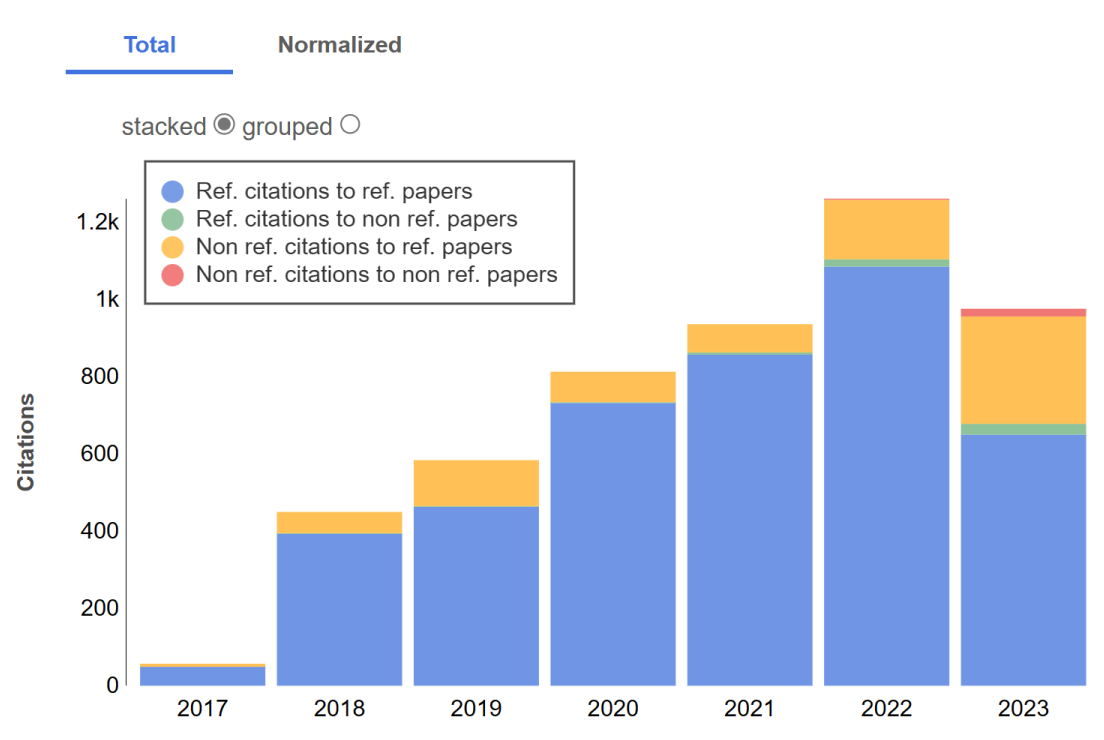 Total Normalized
stacked grouped
Ref. citations to ref. papers
Ref. citations to non ref. papers
Non ref. citations to ref. papers
Non ref. citations to non ref. papers
1.2k
1k
800
600
400
200
0
Citations
2017 2018 2019 2020 2021 2022 2023